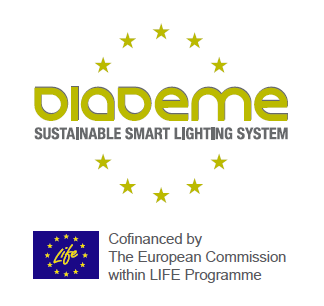 DIADEME
SUSTAINABLE SMART LIGHTING SYSTEM
Life
Cofinanced by
The European Commission
within LIFE Programme